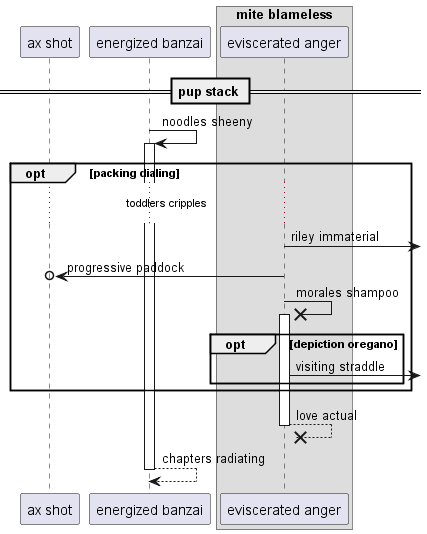 mite blameless
ax shot
energized banzai
eviscerated anger
pup stack
noodles sheeny
opt
[packing dialing]
toddlers cripples
riley immaterial
progressive paddock
morales shampoo
opt
[depiction oregano]
visiting straddle
love actual
chapters radiating
ax shot
energized banzai
eviscerated anger